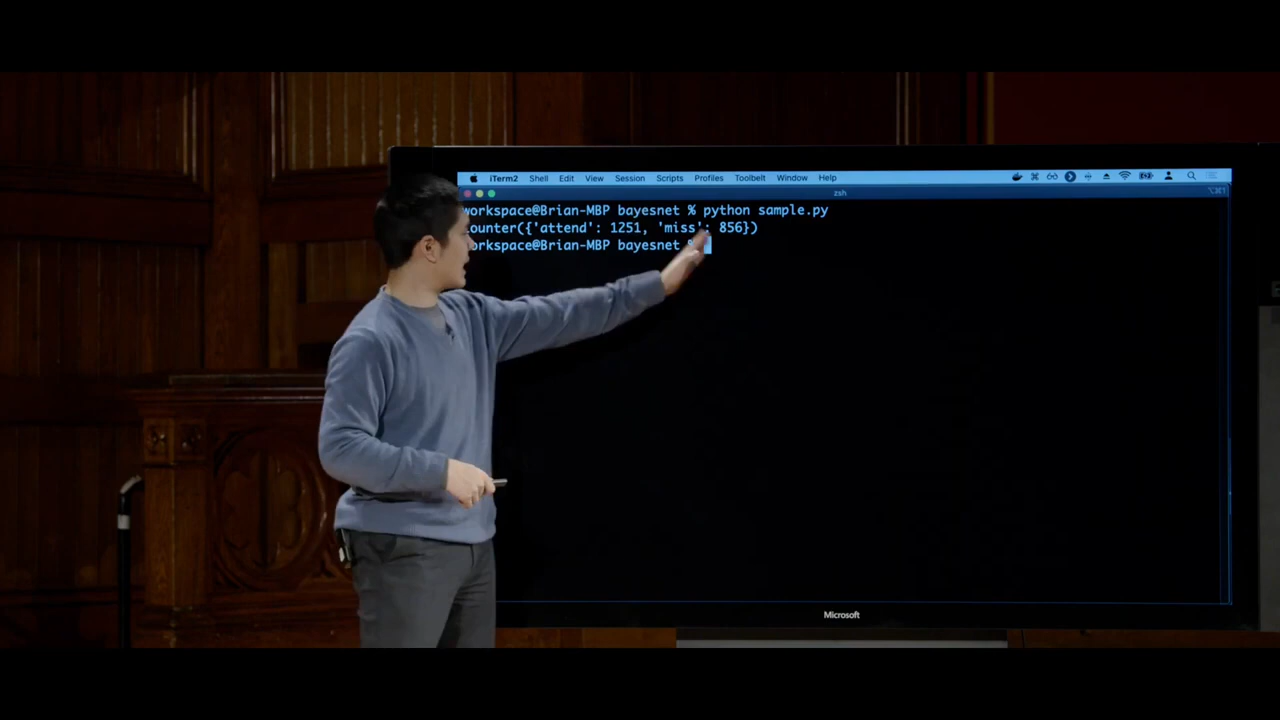 iTerm2 Shell Edit View Session Scripts Profiles Toolbelt Window Help
zsh
workspace@Brian-MBP bayesnet % python sample.py
Counter({'attend': 1251, 'miss': 856})
workspace@Brian-MBP bayesnet %
Microsoft